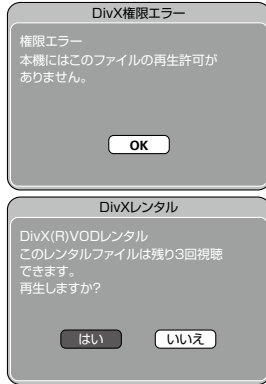 DivX権限エラー
権限エラー
本機にはこのファイルの再生許可が
ありません。
OK
DivXレンタル
DivX(R)VODレンタル
このレンタルファイルは残り3回視聴
できます。
再生しますか?
はい
いいえ